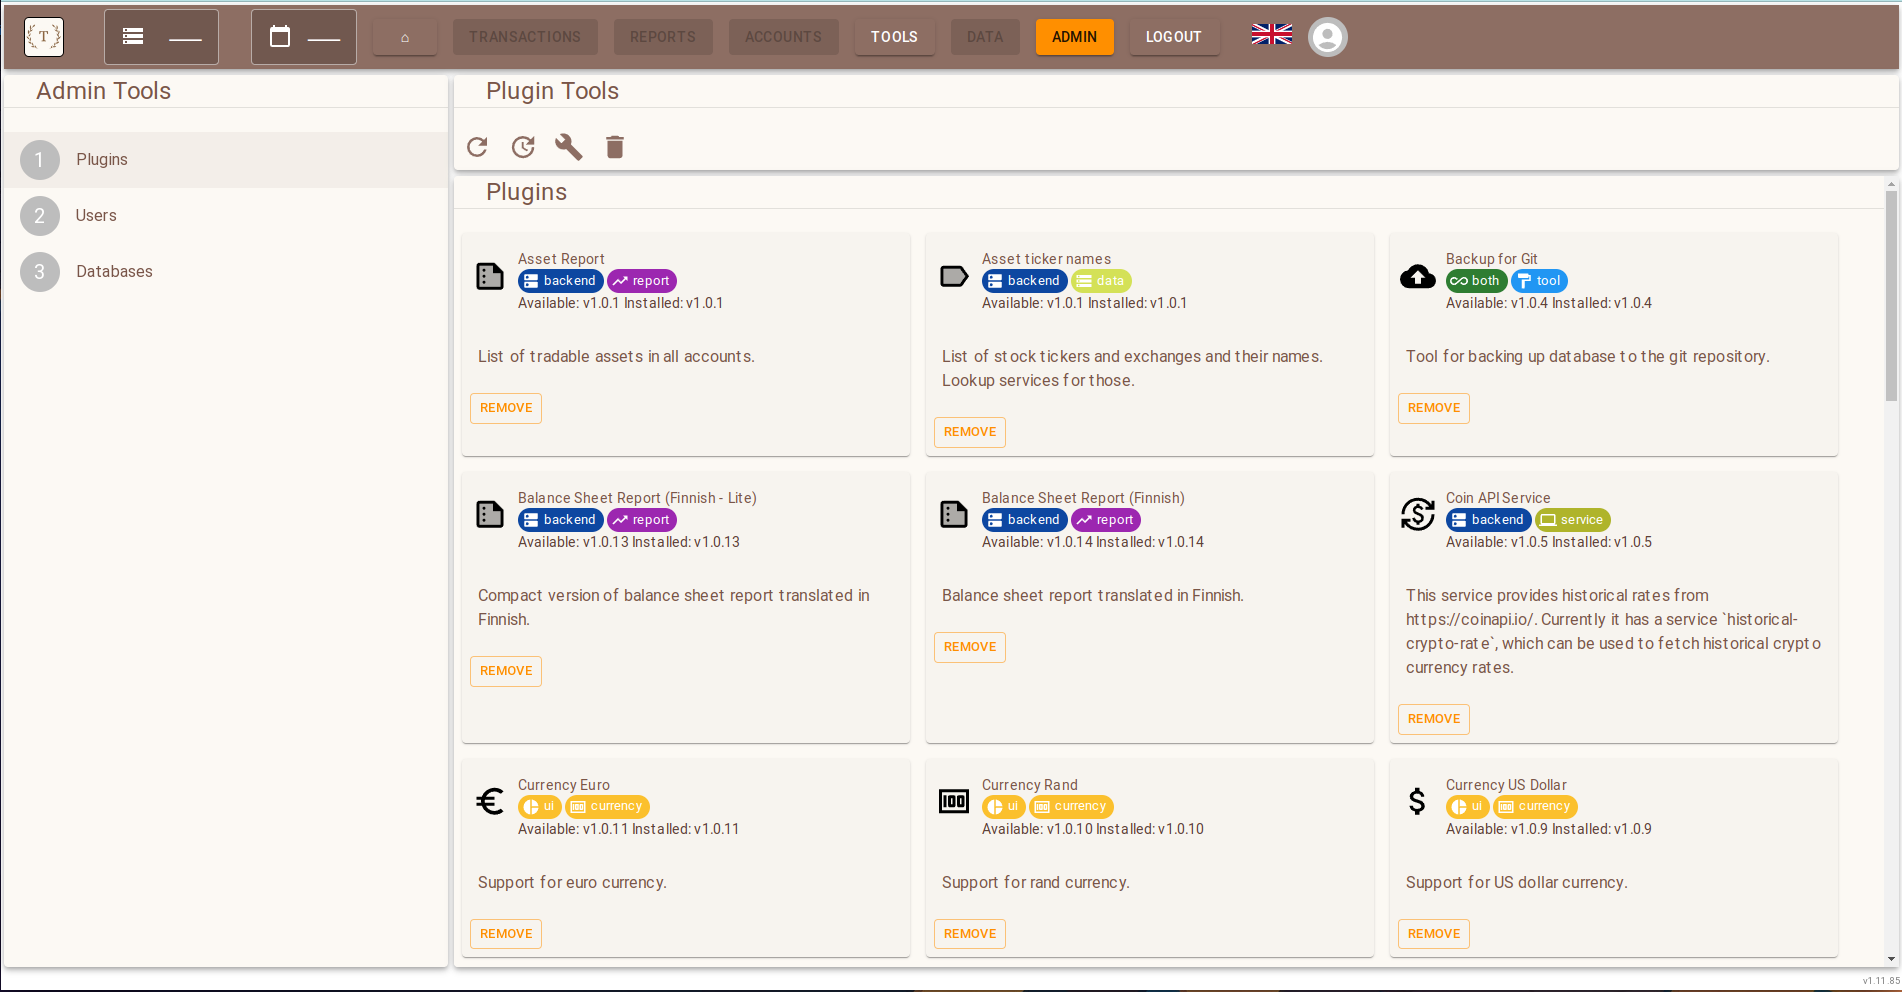 T
TRANSACTIONS
REPORTS
ACCOUNTS
TOOLS
DATA
ADMIN
LOGOUT
Admin Tools
1 Plugins
2 Users
3 Databases
Plugin Tools
Plugins
Asset Report
backend report
Available: v1.0.1 Installed: v1.0.1
List of tradable assets in all accounts.
REMOVE
Asset ticker names
backend data
Available: v1.0.1 Installed: v1.0.1
List of stock tickers and exchanges and their names.
Lookup services for those.
REMOVE
Backup for Git
both tool
Available: v1.0.4 Installed: v1.0.4
Tool for backing up database to the git repository.
REMOVE
Balance Sheet Report (Finnish - Lite)
backend report
Available: v1.0.13 Installed: v1.0.13
Compact version of balance sheet report translated in
Finnish.
REMOVE
Balance Sheet Report (Finnish)
backend report
Available: v1.0.14 Installed: v1.0.14
Balance sheet report translated in Finnish.
REMOVE
Coin API Service
backend service
Available: v1.0.5 Installed: v1.0.5
This service provides historical rates from
https://coinapi.io/. Currently it has a service `historical-
crypto-rate`, which can be used to fetch historical crypto
currency rates.
REMOVE
Currency Euro
ui currency
Available: v1.0.11 Installed: v1.0.11
Support for euro currency.
REMOVE
Currency Rand
ui currency
Available: v1.0.10 Installed: v1.0.10
Support for rand currency.
REMOVE
Currency US Dollar
ui currency
Available: v1.0.9 Installed: v1.0.9
Support for US dollar currency.
REMOVE
v1.11.85